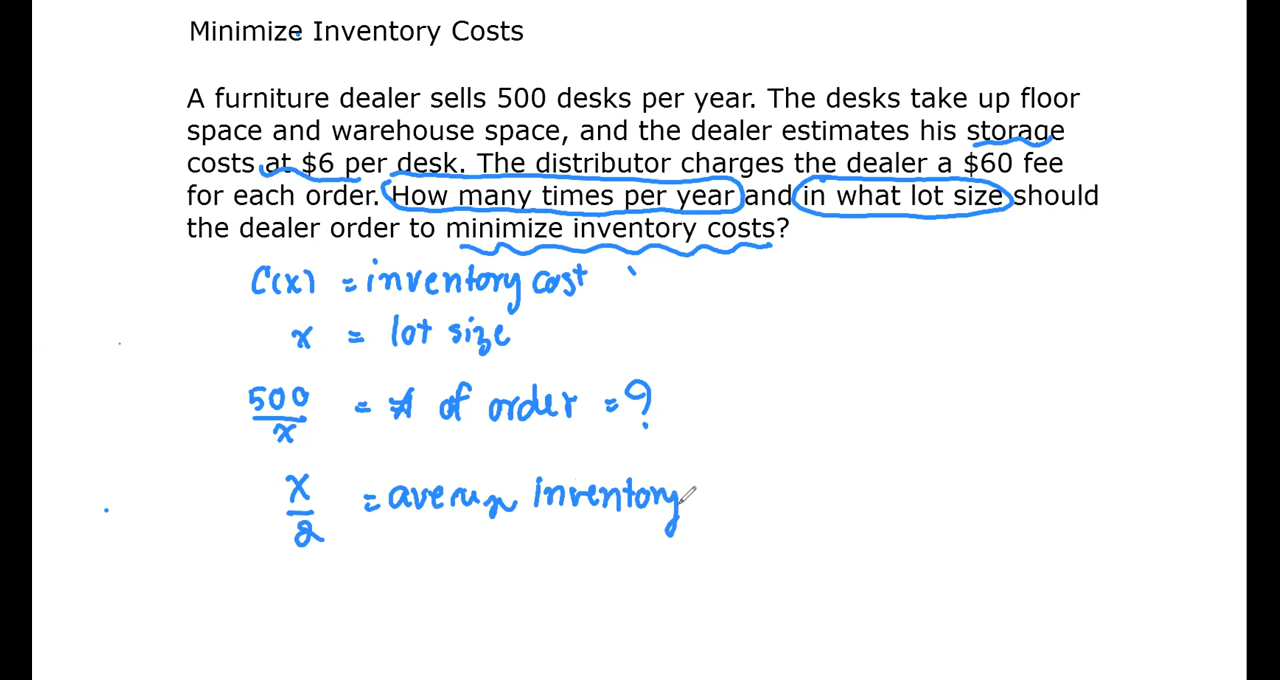 Minimize Inventory Costs
A furniture dealer sells 500 desks per year. The desks take up floor
space and warehouse space, and the dealer estimates his storage
costs at $6 per desk. The distributor charges the dealer a $60 fee
for each order. How many times per year and in what lot size should
the dealer order to minimize inventory costs?
C(x) = inventory cost
x = lot size
500/x = # of order = ?
x/2 = average inventory